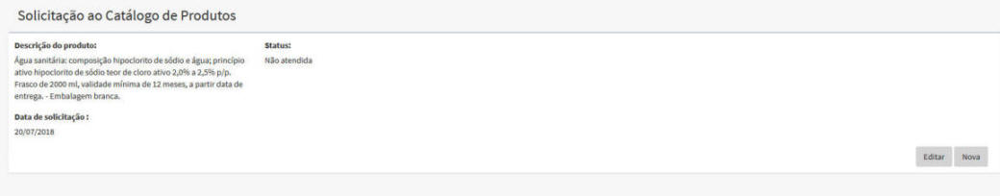 Solicitação ao Catálogo de Produtos
Descrição do produto:
Status:
Água sanitária: composição hipoclorito de sódio e água; princípio
Não atendida
ativo hipoclorito de sódio teor de cloro ativo 2,0% a 2,5% p/p.
Frasco de 2000 ml, validade mínima de 12 meses, a partir data de
entrega. - Embalagem branca.
Data de solicitação :
20/07/2018
Editar
Nova